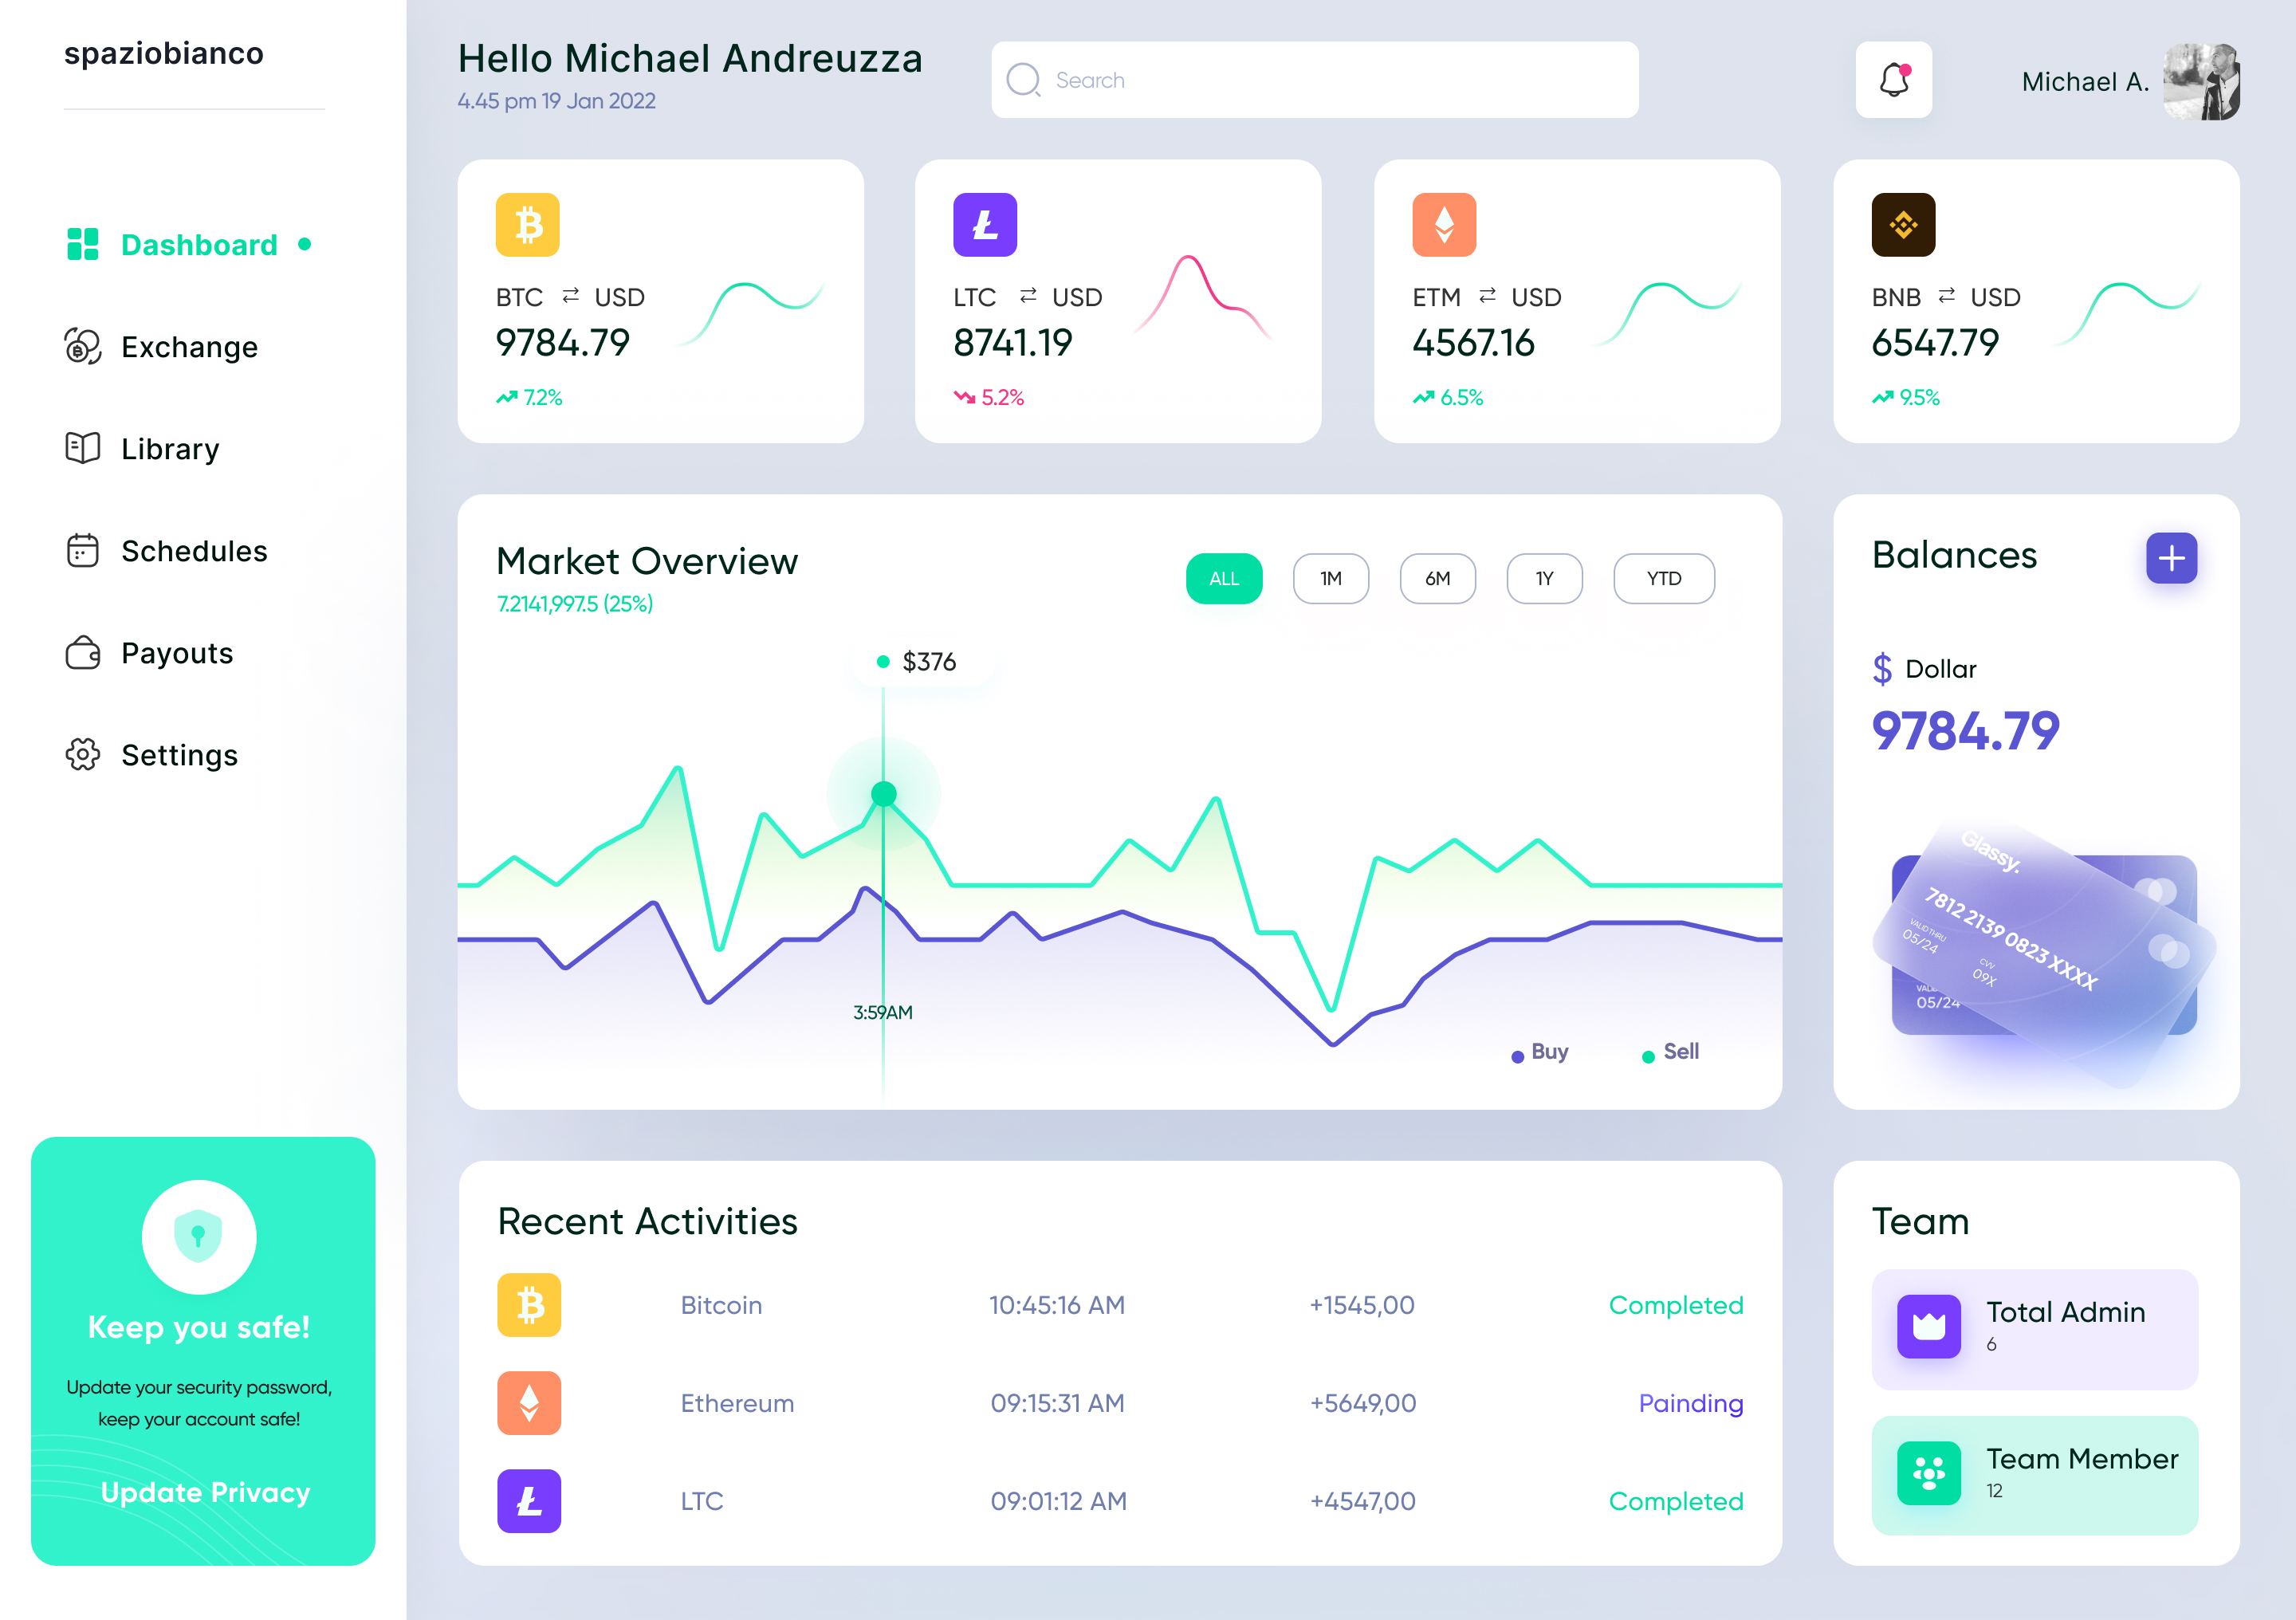 spaziobianco
Dashboard
Exchange
Library
Schedules
Payouts
Settings
Keep you safe!
Update your security password,
keep your account safe!
Update Privacy
Hello Michael Andreuzza
4.45 pm 19 Jan 2022
Search
Michael A.
BTC USD
9784.79
7.2%
LTC USD
8741.19
5.2%
ETM USD
4567.16
6.5%
BNB USD
6547.79
9.5%
Market Overview
7.2141,997.5 (25%)
ALL 1M 6M 1Y YTD
$376
3:59AM
Buy Sell
Balances
$ Dollar
9784.79
Glassy.
7812 2139 0823 XXXX
VALID THRU
05/24
CVV
09X
05/24
Recent Activities
Bitcoin 10:45:16 AM +1545,00 Completed
Ethereum 09:15:31 AM +5649,00 Painding
LTC 09:01:12 AM +4547,00 Completed
Team
Total Admin
6
Team Member
12